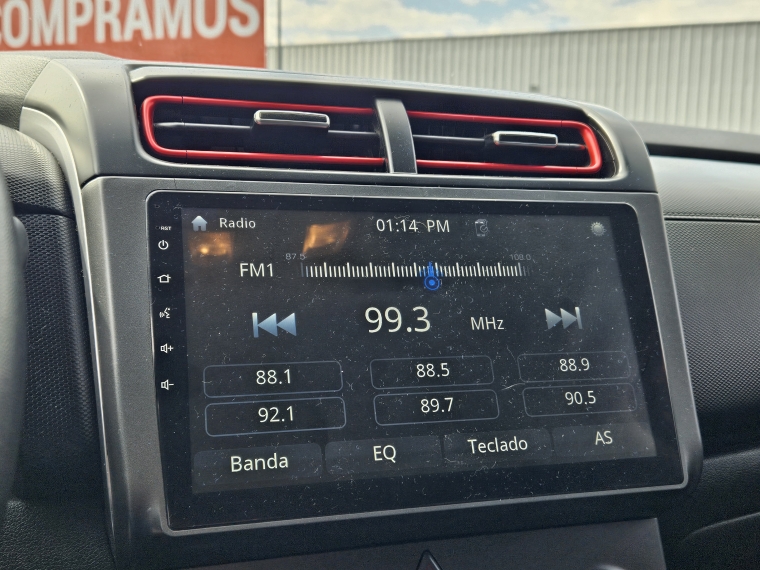 COMPRAMOS
RST
Radio 01:14 PM
87.5 108.0
FM1
99.3 MHz
88.1 88.5 88.9
92.1 89.7 90.5
Banda EQ Teclado AS